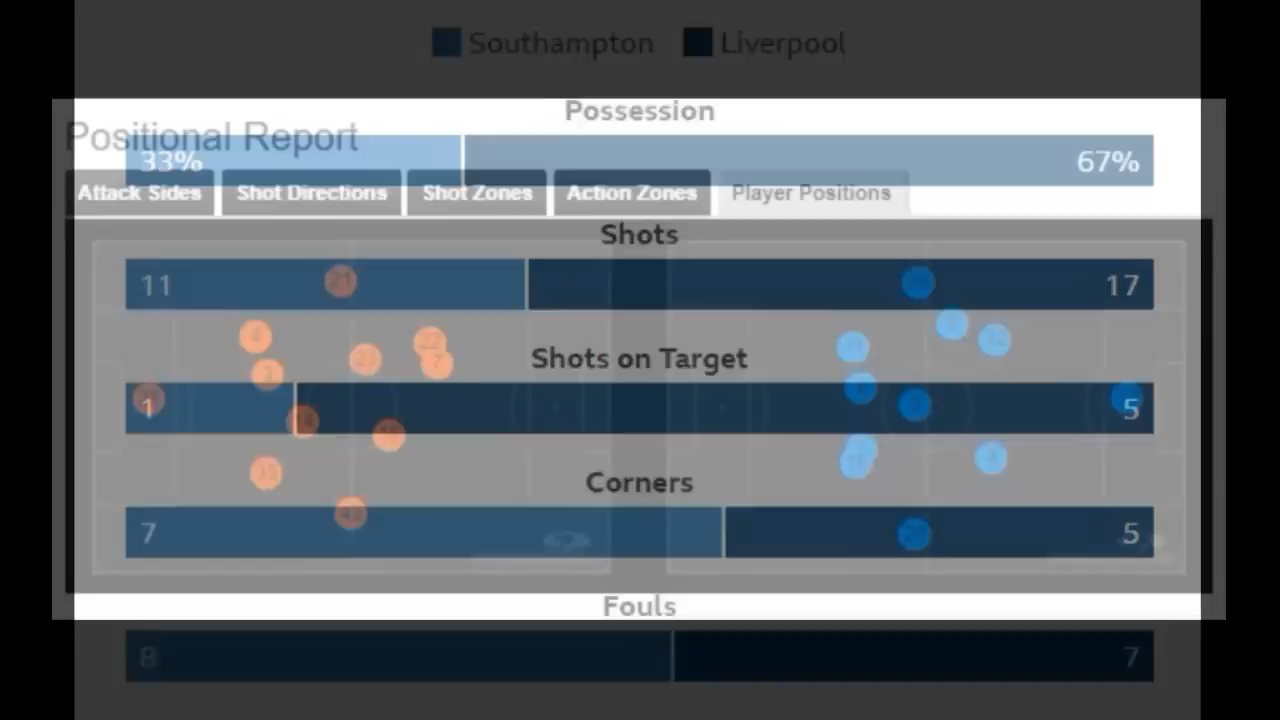 Southampton Liverpool
Possession
Positional Report
33% 67%
Attack Sides Shot Directions Shot Zones Action Zones Player Positions
Shots
11 17
Shots on Target
1 5
Corners
7 5
Fouls
8 7